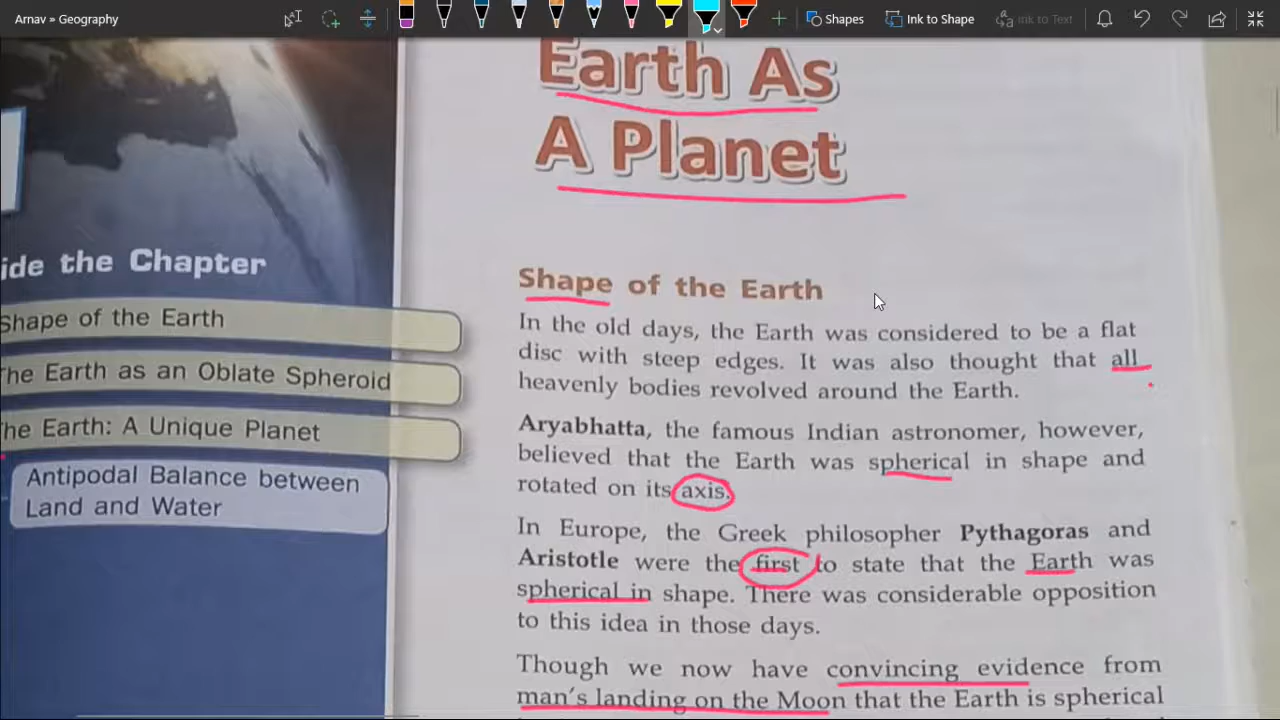 Arnav » Geography
Shapes
Ink to Shape
Ink to Text
Earth As
A Planet
ide the Chapter
Shape of the Earth
The Earth as an Oblate Spheroid
The Earth: A Unique Planet
Antipodal Balance between
Land and Water
Shape of the Earth
In the old days, the Earth was considered to be a flat
disc with steep edges. It was also thought that all
heavenly bodies revolved around the Earth.
Aryabhatta, the famous Indian astronomer, however,
believed that the Earth was spherical in shape and
rotated on its axis.
In Europe, the Greek philosopher Pythagoras and
Aristotle were the first to state that the Earth was
spherical in shape. There was considerable opposition
to this idea in those days.
Though we now have convincing evidence from
man's landing on the Moon that the Earth is spherical